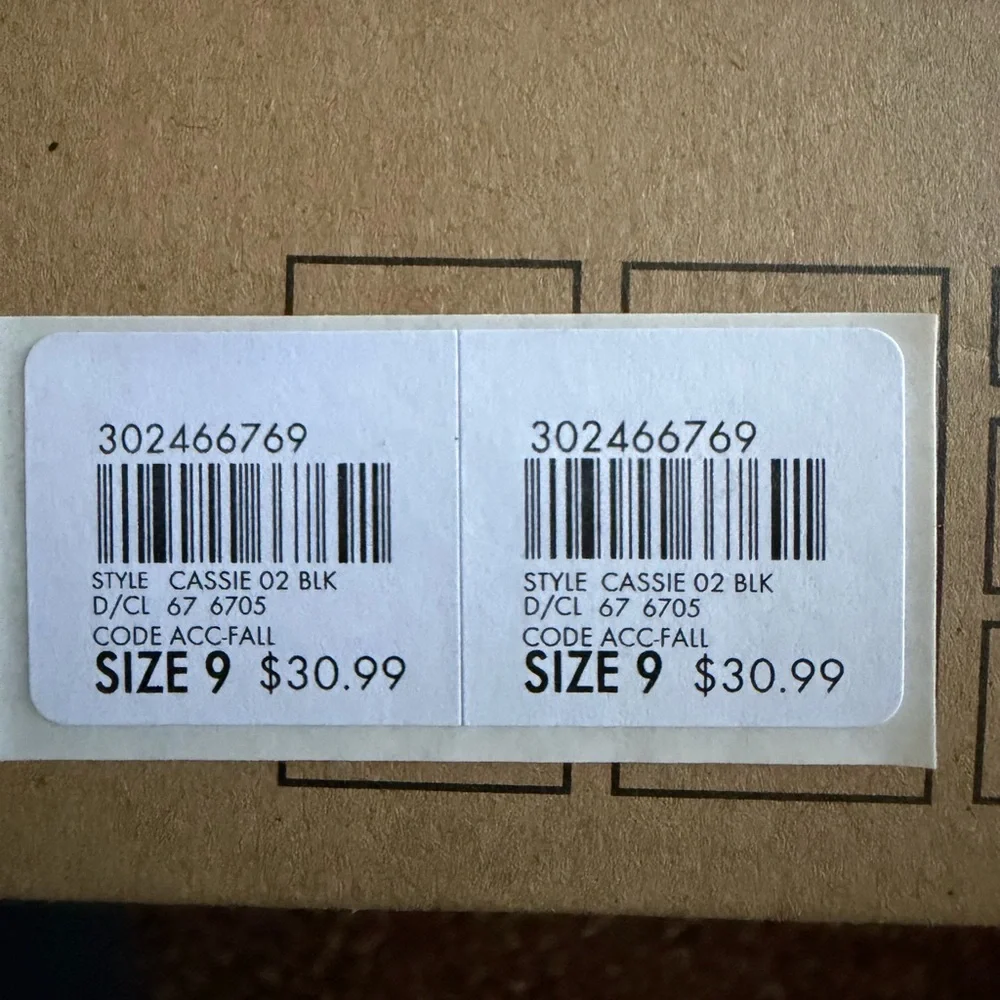 302466769
STYLE CASSIE 02 BLK
D/CL 67 6705
CODE ACC-FALL
SIZE 9 $30.99
302466769
STYLE CASSIE 02 BLK
D/CL 67 6705
CODE ACC-FALL
SIZE 9 $30.99